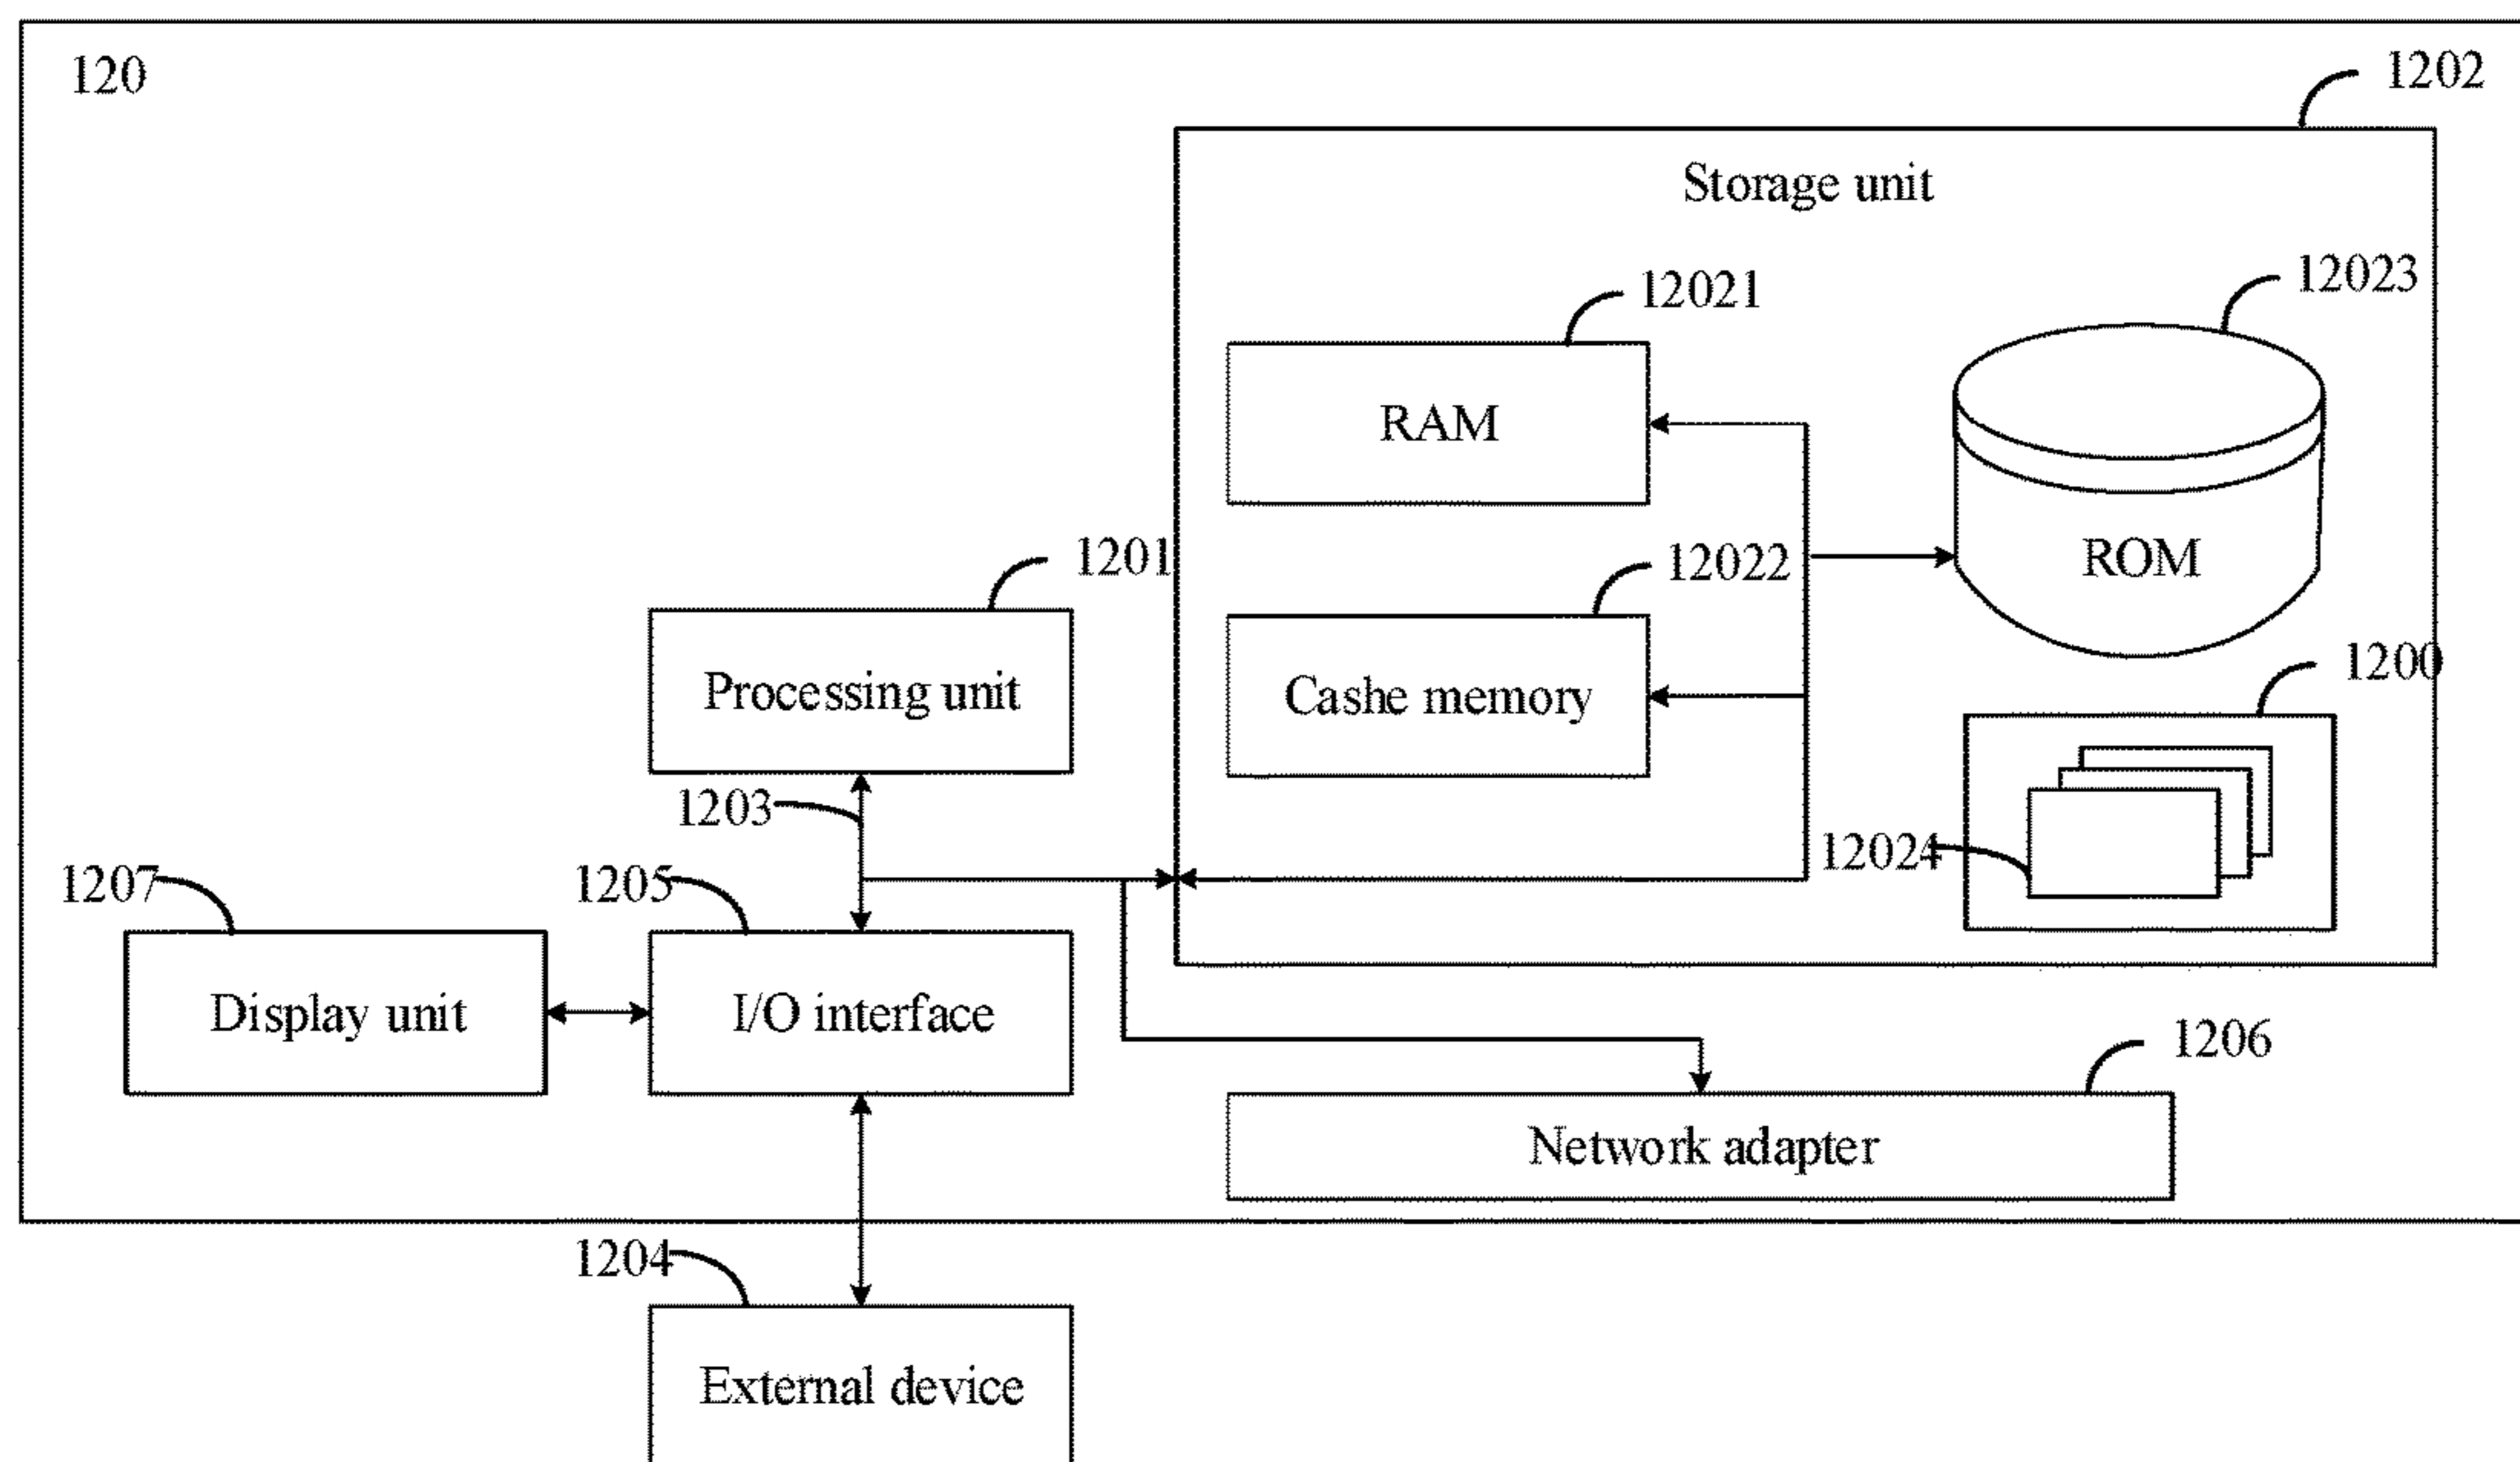 120
1202
Storage unit
12021
12023
RAM
1201
12022
ROM
Processing unit
Cashe memory
1200
1203
12024
1207
1205
Display unit
I/O interface
1206
Network adapter
1204
External device